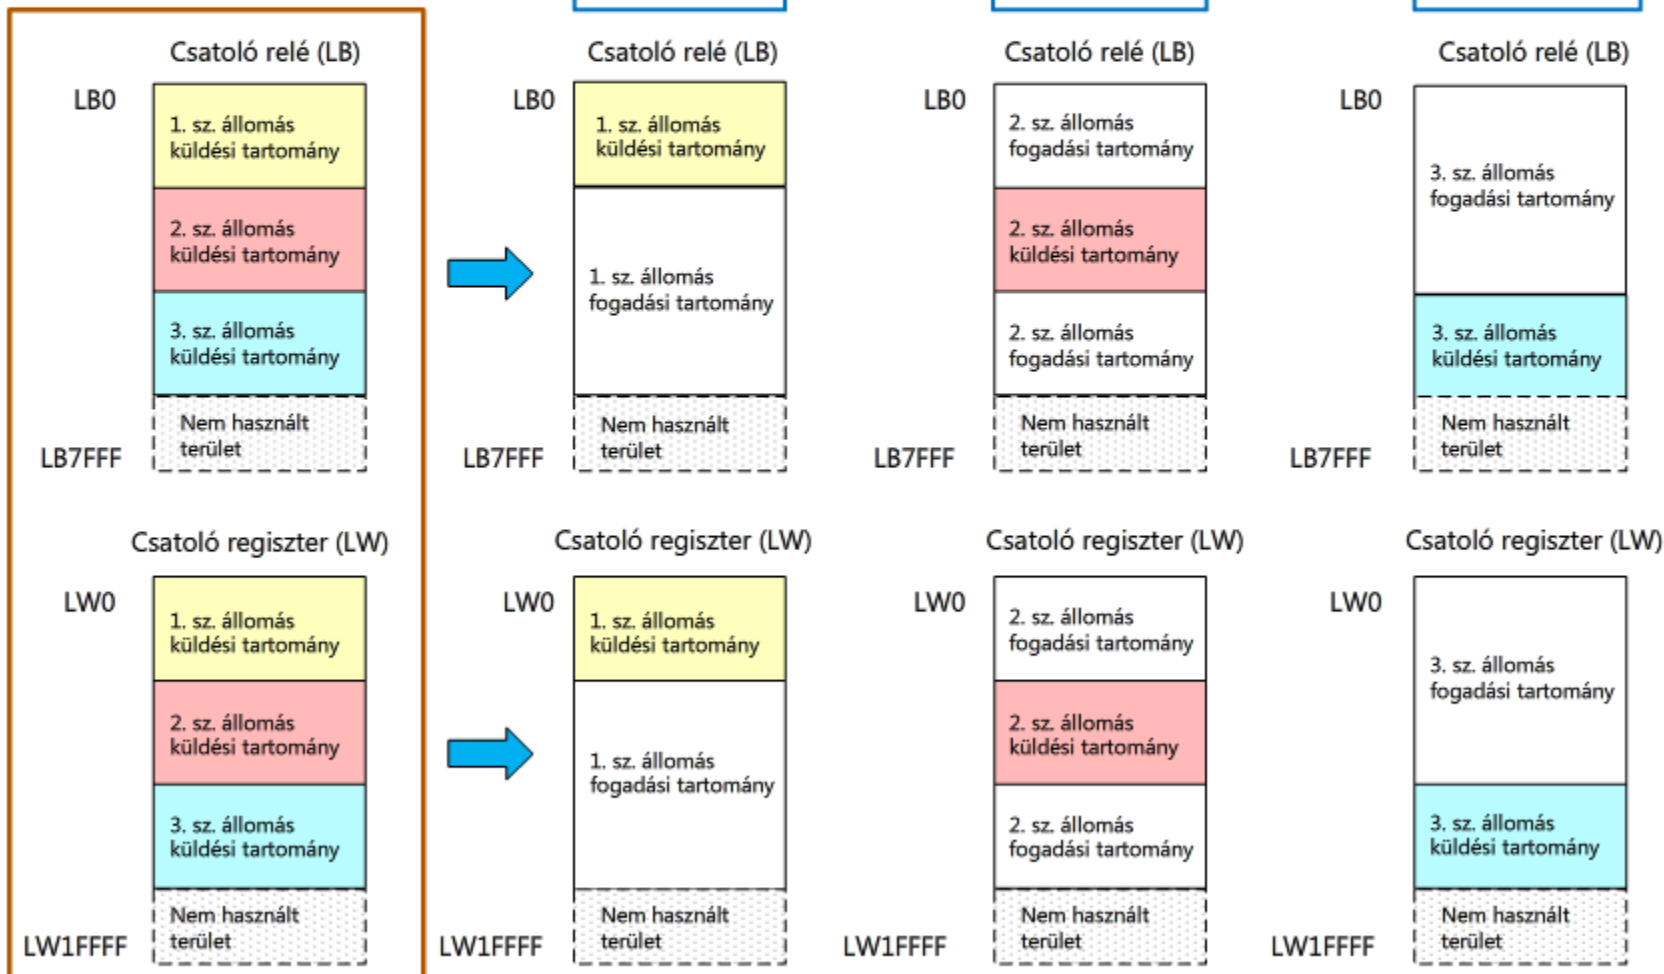 Csatoló relé (LB)
LB0
1. sz. állomás
küldési tartomány
2. sz. állomás
küldési tartomány
3. sz. állomás
küldési tartomány
Nem használt
terület
LB7FFF
Csatoló relé (LB)
LB0
1. sz. állomás
küldési tartomány
1. sz. állomás
fogadási tartomány
Nem használt
terület
LB7FFF
Csatoló relé (LB)
LB0
2. sz. állomás
fogadási tartomány
2. sz. állomás
küldési tartomány
2. sz. állomás
fogadási tartomány
Nem használt
terület
LB7FFF
Csatoló relé (LB)
LB0
3. sz. állomás
fogadási tartomány
3. sz. állomás
küldési tartomány
Nem használt
terület
LB7FFF
Csatoló regiszter (LW)
LW0
1. sz. állomás
küldési tartomány
2. sz. állomás
küldési tartomány
3. sz. állomás
küldési tartomány
Nem használt
terület
LW1FFFF
Csatoló regiszter (LW)
LW0
1. sz. állomás
küldési tartomány
1. sz. állomás
fogadási tartomány
Nem használt
terület
LW1FFFF
Csatoló regiszter (LW)
LW0
2. sz. állomás
fogadási tartomány
2. sz. állomás
küldési tartomány
2. sz. állomás
fogadási tartomány
Nem használt
terület
LW1FFFF
Csatoló regiszter (LW)
LW0
3. sz. állomás
fogadási tartomány
3. sz. állomás
küldési tartomány
Nem használt
terület
LW1FFFF